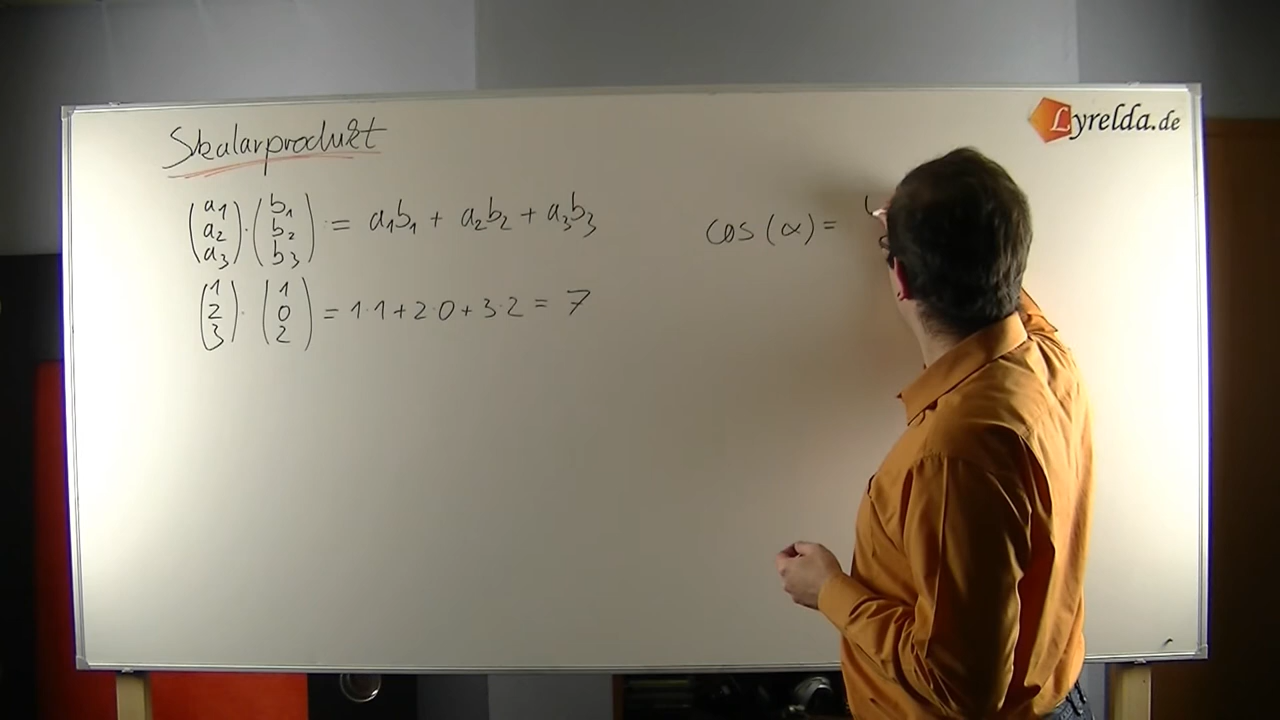 Skalarprodukt
Lyrelda.de
(a1 a2 a3) · (b1 b2 b3) = a1b1 + a2b2 + a3b3
(1 2 3) · (1 0 2) = 1·1 + 2·0 + 3·2 = 7
cos(α) =